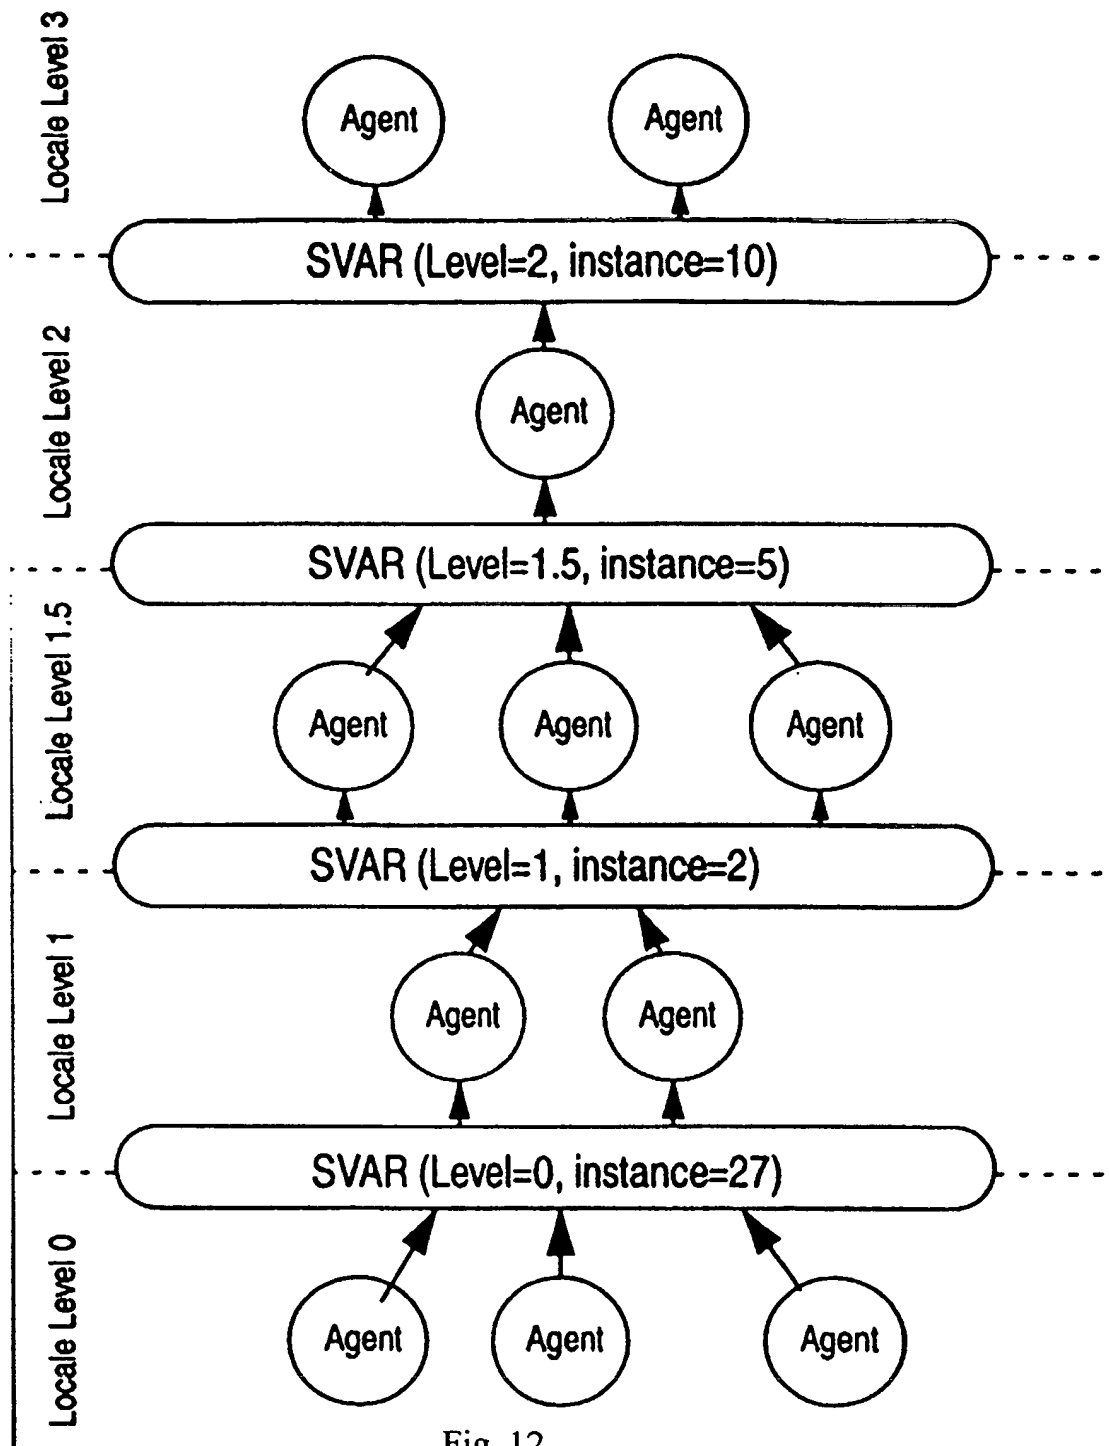 Locale Level 3
Agent
Agent
SVAR (Level=2, instance=10)
Locale Level 2
Agent
SVAR (Level=1.5, instance=5)
Locale Level 1.5
Agent
Agent
Agent
SVAR (Level=1, instance=2)
Locale Level 1
Agent
Agent
SVAR (Level=0, instance=27)
Locale Level 0
Agent
Agent
Agent
Fig. 12